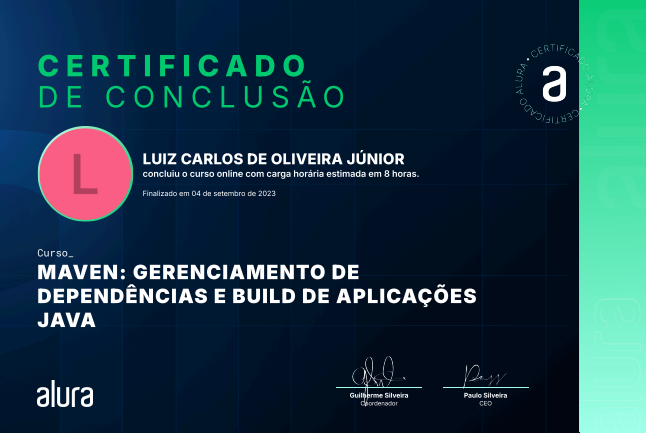 CERTIFICADO
DE CONCLUSÃO
ALURA • CERTIFICADO
a
L
LUIZ CARLOS DE OLIVEIRA JÚNIOR
concluiu o curso online com carga horária estimada em 8 horas.
Finalizado em 04 de setembro de 2023
Curso_
MAVEN: GERENCIAMENTO DE
DEPENDÊNCIAS E BUILD DE APLICAÇÕES
JAVA
alura
Guilherme Silveira
Coordenador
Paulo Silveira
CEO